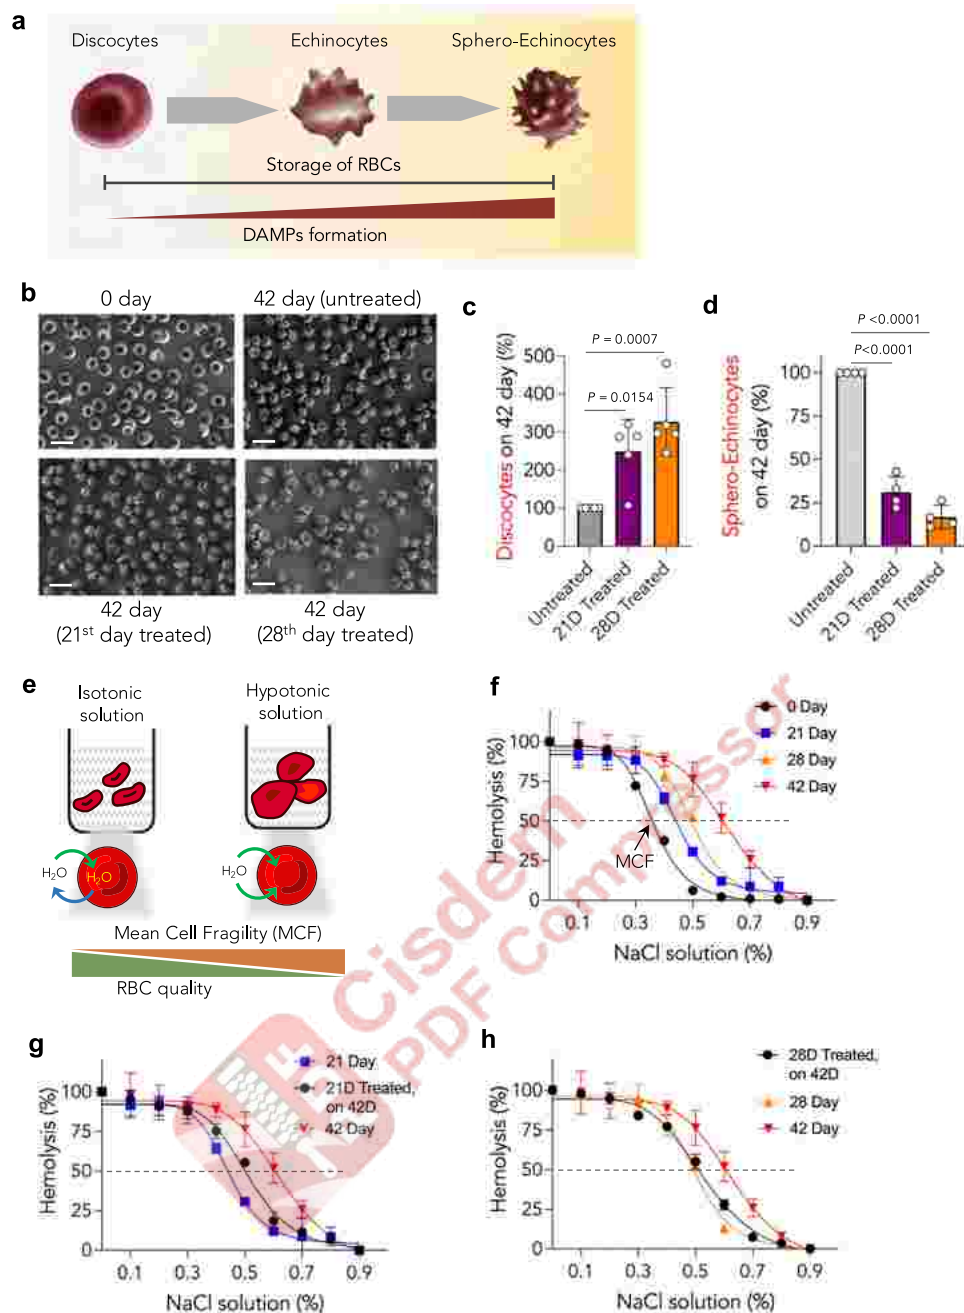 a
Discocytes
Echinocytes
Sphero-Echinocytes
Storage of RBCs
DAMPs formation
b
0 day
42 day (untreated)
42 day
(21st day treated)
42 day
(28th day treated)
c
Discocytes on 42 day (%)
P = 0.0007
P = 0.0154
500
400
300
200
100
0
Untreated
21D Treated
28D Treated
d
Sphero-Echinocytes
on 42 day (%)
P <0.0001
P<0.0001
100
75
50
25
0
Untreated
21D Treated
28D Treated
e
Isotonic
solution
Hypotonic
solution
H2O
H2O
H2O
Mean Cell Fragility (MCF)
RBC quality
f
0 Day
21 Day
28 Day
42 Day
Hemolysis (%)
100
75
50
25
0
MCF
0.1
0.3
0.5
0.7
0.9
NaCl solution (%)
g
21 Day
21D Treated,
on 42D
42 Day
Hemolysis (%)
100
75
50
25
0
0.1
0.3
0.5
0.7
0.9
NaCl solution (%)
h
28D Treated,
on 42D
28 Day
42 Day
Hemolysis (%)
100
75
50
25
0
0.1
0.3
0.5
0.7
0.9
NaCl solution (%)
Cisdem
PDF Compressor